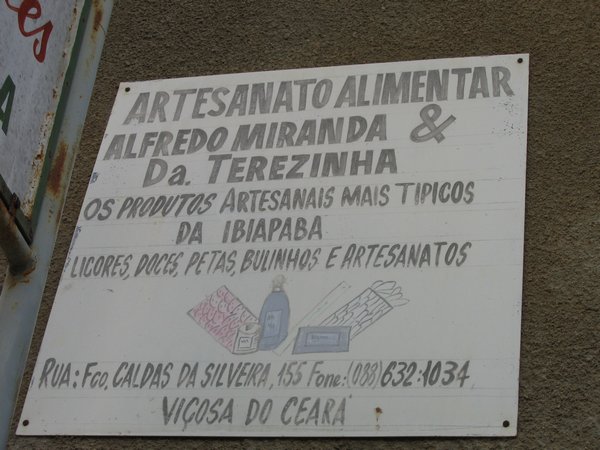 es
A
ARTESANATO ALIMENTAR
ALFREDO MIRANDA &
Da. TEREZINHA
OS PRODUTOS ARTESANAIS MAIS TIPICOS
DA IBIAPABA
LICORES, DOCES, PETAS, BULINHOS E ARTESANATOS
RUA: Fco. CALDAS DA SILVEIRA, 155 Fone: (088) 632:1034
VIÇOSA DO CEARÁ